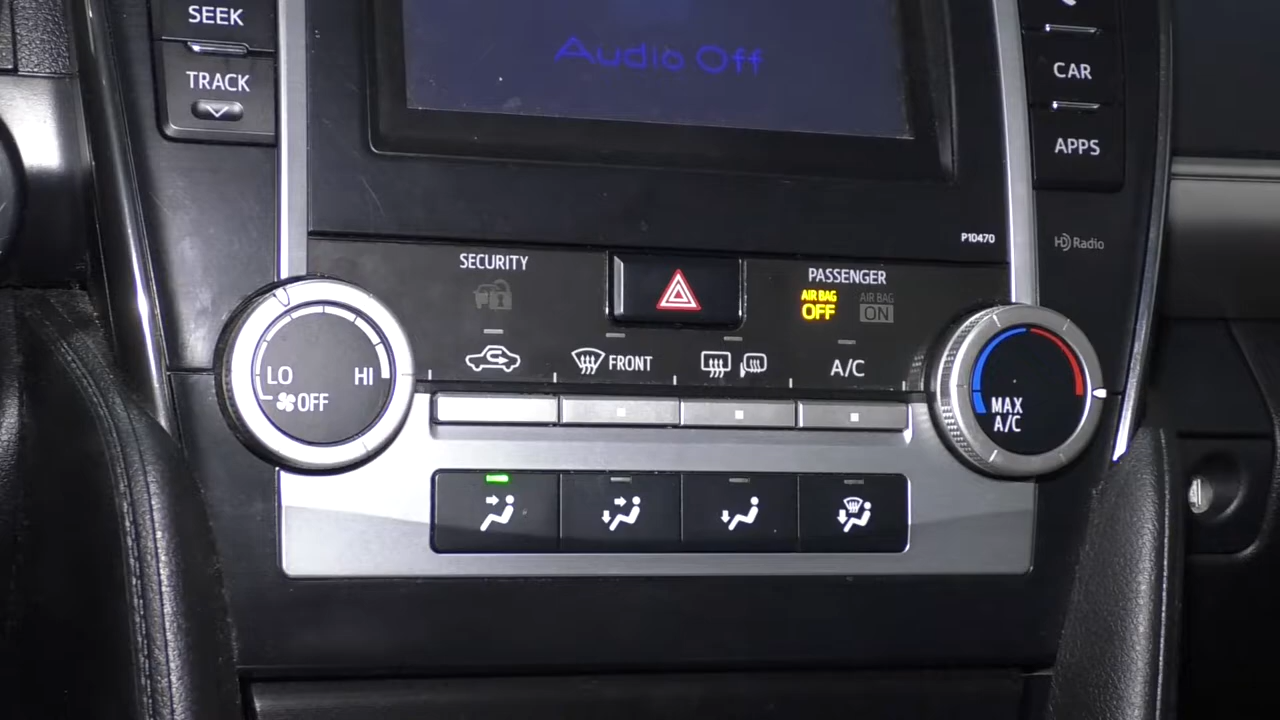 SEEK
TRACK
Audio Off
CAR
APPS
P10470
HD Radio
SECURITY
PASSENGER
AIR BAG
OFF
AIR BAG
ON
LO
HI
OFF
FRONT
A/C
MAX
A/C